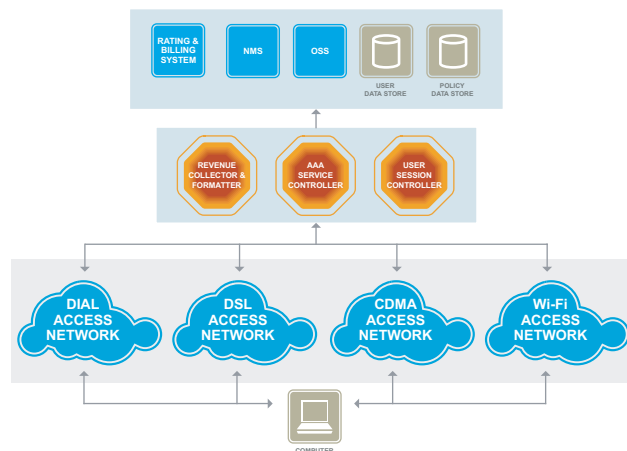 RATING &
BILLING
SYSTEM
NMS
OSS
USER
DATA STORE
POLICY
DATA STORE
REVENUE
COLLECTOR &
FORMATTER
AAA
SERVICE
CONTROLLER
USER
SESSION
CONTROLLER
DIAL
ACCESS
NETWORK
DSL
ACCESS
NETWORK
CDMA
ACCESS
NETWORK
Wi-Fi
ACCESS
NETWORK
COMPUTER